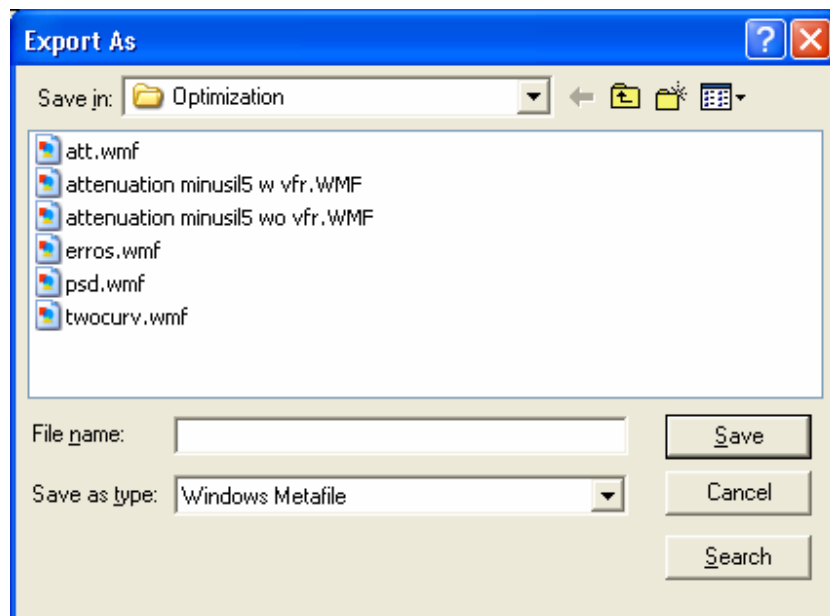 Export As
Save in: Optimization
att.wmf
attenuation minusil5 w vfr.WMF
attenuation minusil5 wo vfr.WMF
erros.wmf
psd.wmf
twocurv.wmf
File name:
Save
Save as type: Windows Metafile
Cancel
Search